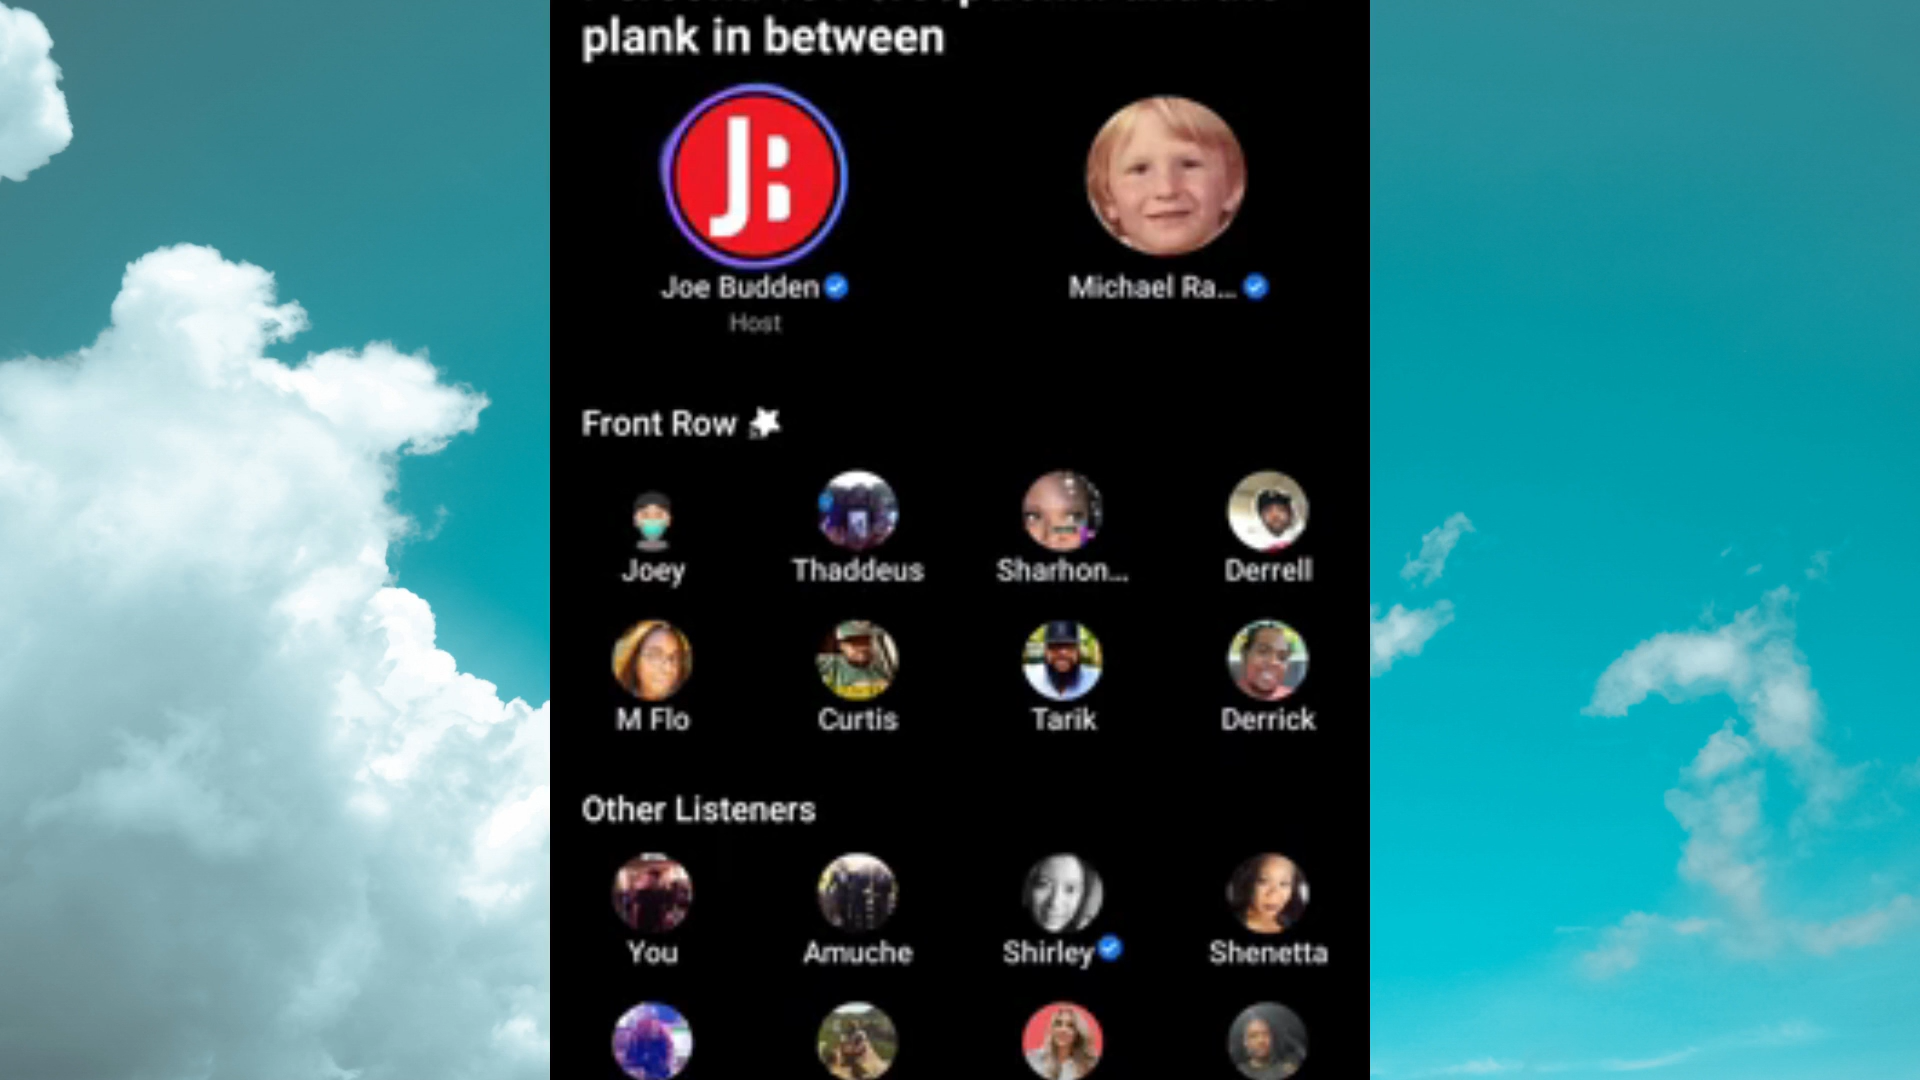 plank in between
JB
Joe Budden
Michael Ra...
Host
Front Row
Joey
Thaddeus
Sharhon...
Derrell
M Flo
Curtis
Tarik
Derrick
Other Listeners
You
Amuche
Shirley
Shenetta